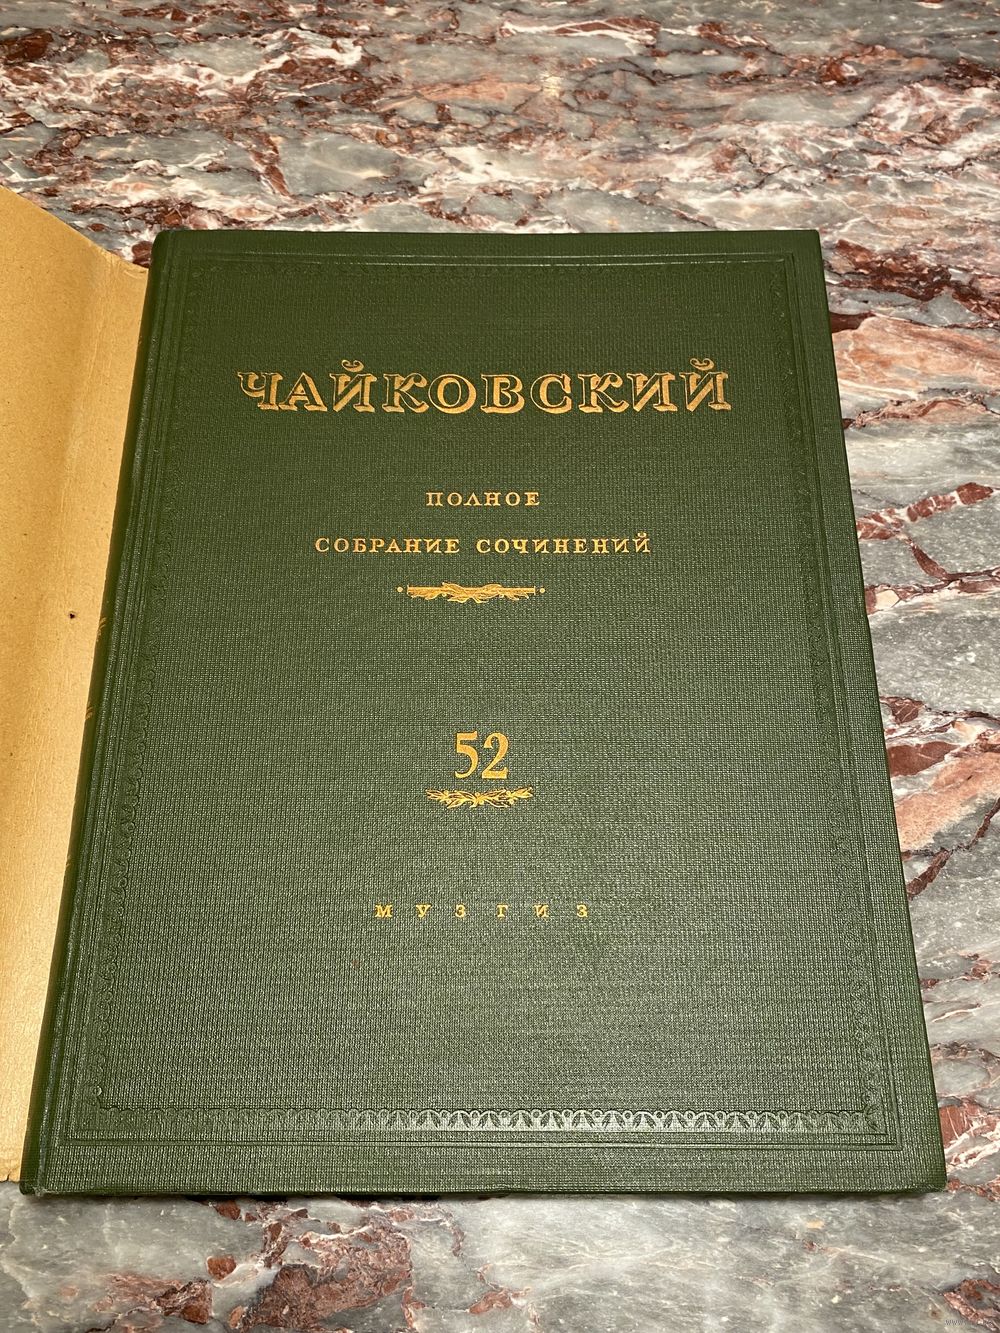 ЧАЙКОВСКИЙ
ПОЛНОЕ
СОБРАНИЕ СОЧИНЕНИЙ
52
МУЗГИЗ